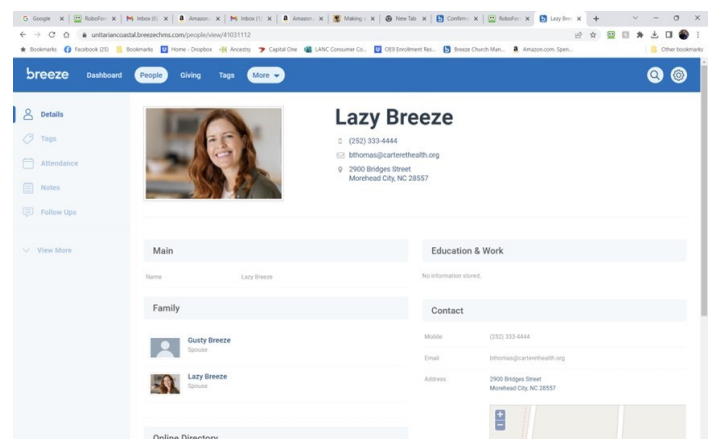 Google
RoboForm
Inbox (5)
Amazon.
Inbox (1)
Amazon.
Making
New Tab
Confirm
RoboForm
Lazy Bree
unitariancoastal.breezechms.com/people/view/41031112
Bookmarks
Facebook (25)
Bookmarks
Home - Dropbox
Ancestry
Capital One
LANC Consumer Co...
OE9 Enrollment Res...
Breeze Church Man...
Amazon.com: Spen...
Other bookmarks
breeze
Dashboard
People
Giving
Tags
More
Details
Tags
Attendance
Notes
Follow Ups
View More
Lazy Breeze
(252) 333-4444
bthomas@carterethealth.org
2900 Bridges Street
Morehead City, NC 28557
Main
Name
Lazy Breeze
Family
Gusty Breeze
Spouse
Lazy Breeze
Spouse
Online Directory
Education & Work
No information stored.
Contact
Mobile
(252) 333-4444
Email
bthomas@carterethealth.org
Address
2900 Bridges Street
Morehead City, NC 28557